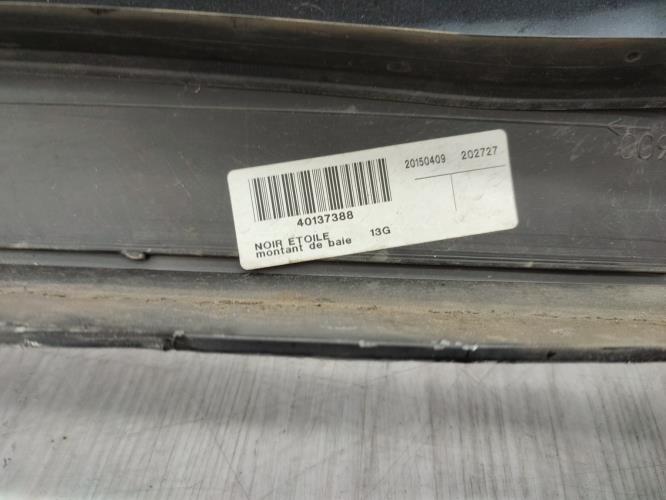 20150409 202727
40137388
NOIR ETOILE 13G
montant de baie